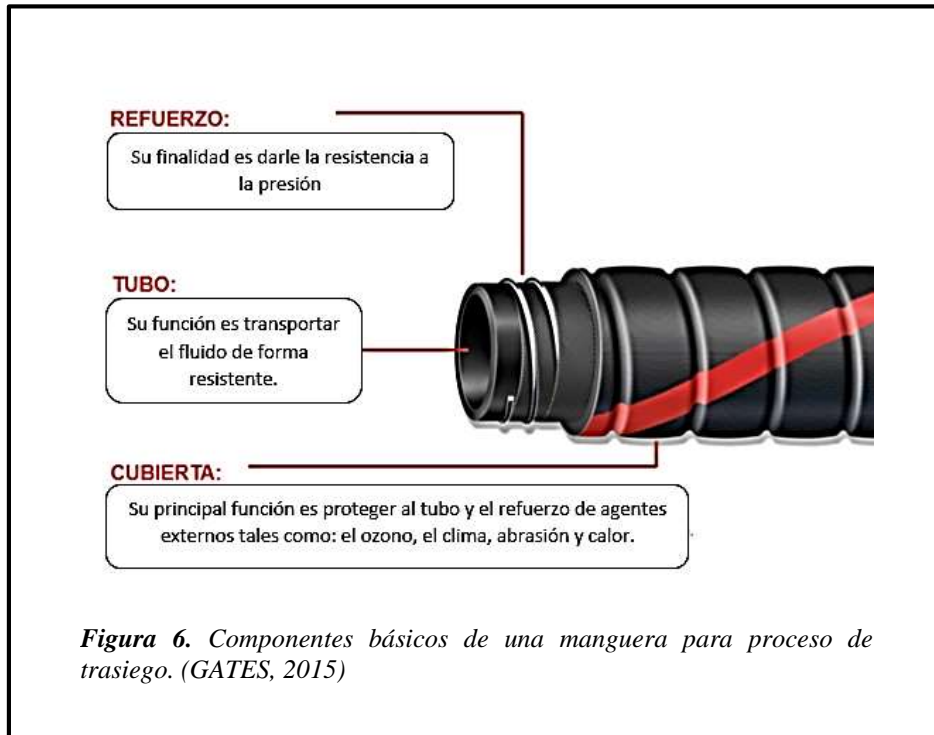 REFUERZO:
Su finalidad es darle la resistencia a
la presión
TUBO:
Su función es transportar
el fluido de forma
resistente.
CUBIERTA:
Su principal función es proteger al tubo y el refuerzo de agentes
externos tales como: el ozono, el clima, abrasión y calor.
Figura 6. Componentes básicos de una manguera para proceso de
trasiego. (GATES, 2015)